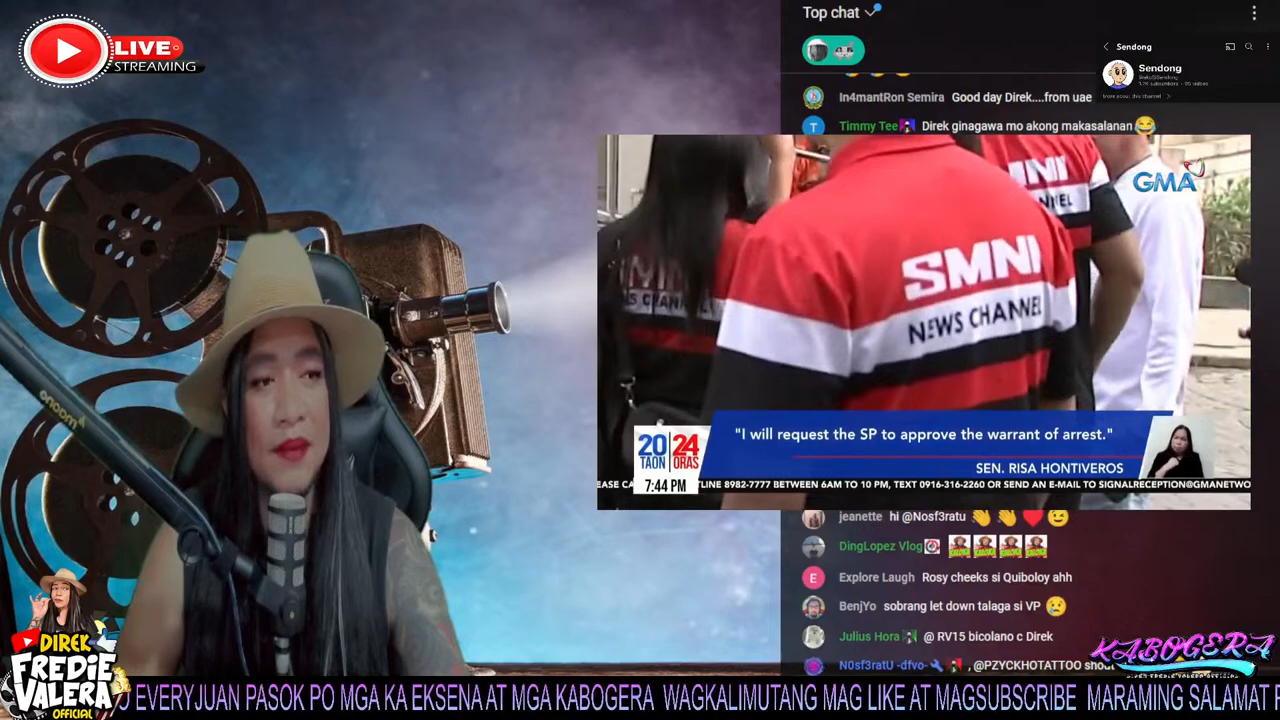 LIVE
STREAMING
Top chat
Sendong
Sendong
In4mantRon Semira Good day Direk....from uae
Timmy Tee Direk ginagawa mo akong makasalanan
GMA
SMNI
NEWS CHANNEL
"I will request the SP to approve the warrant of arrest."
SEN. RISA HONTIVEROS
20 TAON 24 ORAS
7:44 PM
TLINE 8982-7777 BETWEEN 6AM TO 10 PM, TEXT 0916-316-2260 OR SEND AN E-MAIL TO SIGNALRECEPTION@GMANETWO
jeanette hi @Nosf3ratu
DingLopez Vlog
E Explore Laugh Rosy cheeks si Quiboloy ahh
BenjYo sobrang let down talaga si VP
Julius Hora @ RV15 bicolano c Direk
N0sf3ratU -dfvo- , @PZYCKHOTATTOO shout
maono
DIREK
FREDIE
VALERA
OFFICIAL
KABOGERA
O EVERYJUAN PASOK PO MGA KA EKSENA AT MGA KABOGERA WAGKALIMUTANG MAG LIKE AT MAGSUBSCRIBE MARAMING SALAMAT